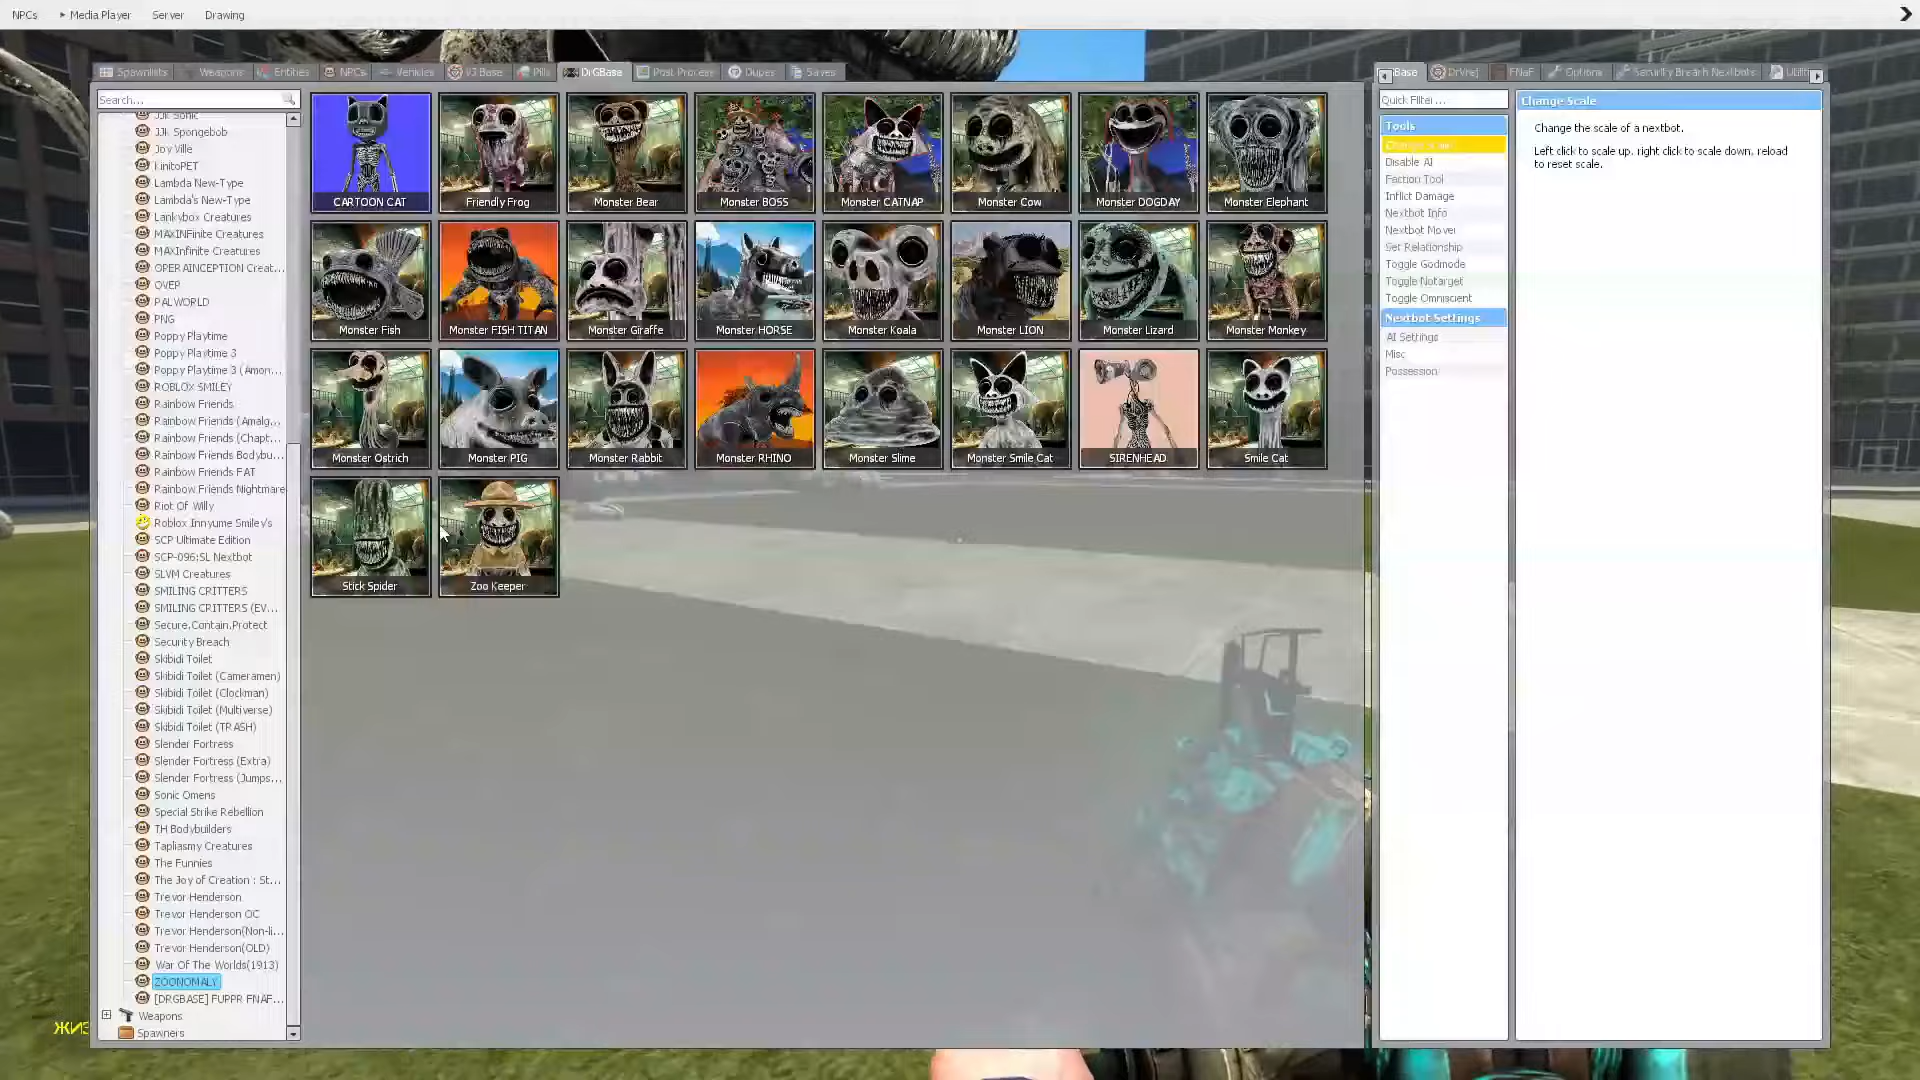 NPCs Media Player Server Drawing
Spawnlists Weapons Entities NPCs Vehicles VJ Base Pills DrGBase Post Process Dupes Saves
Base DrVrej FNaF Options Security Breach Nextbots Utiliti
Search...
JJk Sonic
JJk Spongebob
Joy Ville
KinitoPET
Lambda New-Type
Lambda's New-Type
Lankybox Creatures
MAXINFinite Creatures
MAXInfinite Creatures
OPERAINCEPTION Creat...
OVEP
PALWORLD
PNG
Poppy Playtime
Poppy Playtime 3
Poppy Playtime 3 (Amon...
ROBLOX SMILEY
Rainbow Friends
Rainbow Friends (Amalg...
Rainbow Friends (Chapt...
Rainbow Friends Bodybu...
Rainbow Friends FAT
Rainbow Friends Nightmare
Riot Of Willy
Roblox Innyume Smiley's
SCP Ultimate Edition
SCP-096:SL Nextbot
SLVM Creatures
SMILING CRITTERS
SMILING CRITTERS (EV...
Secure.Contain.Protect
Security Breach
Skibidi Toilet
Skibidi Toilet (Cameramen)
Skibidi Toilet (Clockman)
Skibidi Toilet (Multiverse)
Skibidi Toilet (TRASH)
Slender Fortress
Slender Fortress (Extra)
Slender Fortress (Jumps...
Sonic Omens
Special Strike Rebellion
TH Bodybuilders
Tapliasmy Creatures
The Funnies
The Joy of Creation : St...
Trevor Henderson
Trevor Henderson OC
Trevor Henderson(Non-li...
Trevor Henderson(OLD)
War Of The Worlds(1913)
ZOONOMALY
[DRGBASE] FUPPR FNAF...
Weapons
Spawners
CARTOON CAT Friendly Frog Monster Bear Monster BOSS Monster CATNAP Monster Cow Monster DOGDAY Monster Elephant
Monster Fish Monster FISH TITAN Monster Giraffe Monster HORSE Monster Koala Monster LION Monster Lizard Monster Monkey
Monster Ostrich Monster PIG Monster Rabbit Monster RHINO Monster Slime Monster Smile Cat SIRENHEAD Smile Cat
Stick Spider Zoo Keeper
Quick Filter ...
Tools
Change Scale
Disable AI
Faction Tool
Inflict Damage
Nextbot Info
Nextbot Mover
Set Relationship
Toggle Godmode
Toggle Notarget
Toggle Omniscient
Nextbot Settings
AI Settings
Misc
Possession
Change Scale
Change the scale of a nextbot.
Left click to scale up, right click to scale down, reload
to reset scale.
ЖИЗ